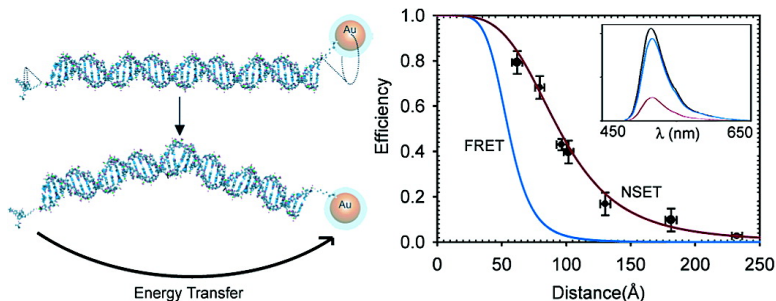 Au
Au
Energy Transfer
1.0
0.8
0.6
0.4
0.2
0.0
Efficiency
FRET
NSET
450
λ (nm)
650
0
50
100
150
200
250
Distance(Å)